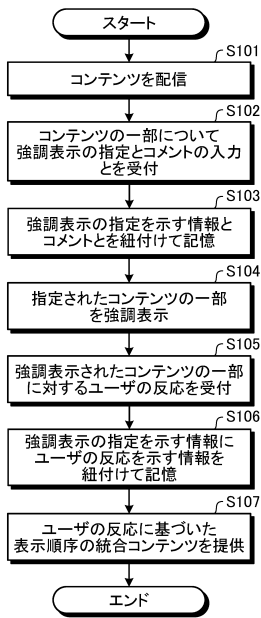 スタート
S101
コンテンツを配信
S102
コンテンツの一部について
強調表示の指定とコメントの入力
とを受付
S103
強調表示の指定を示す情報と
コメントとを紐付けて記憶
S104
指定されたコンテンツの一部
を強調表示
S105
強調表示されたコンテンツの一部
に対するユーザの反応を受付
S106
強調表示の指定を示す情報に
ユーザの反応を示す情報を
紐付けて記憶
S107
ユーザの反応に基づいた
表示順序の統合コンテンツを提供
エンド